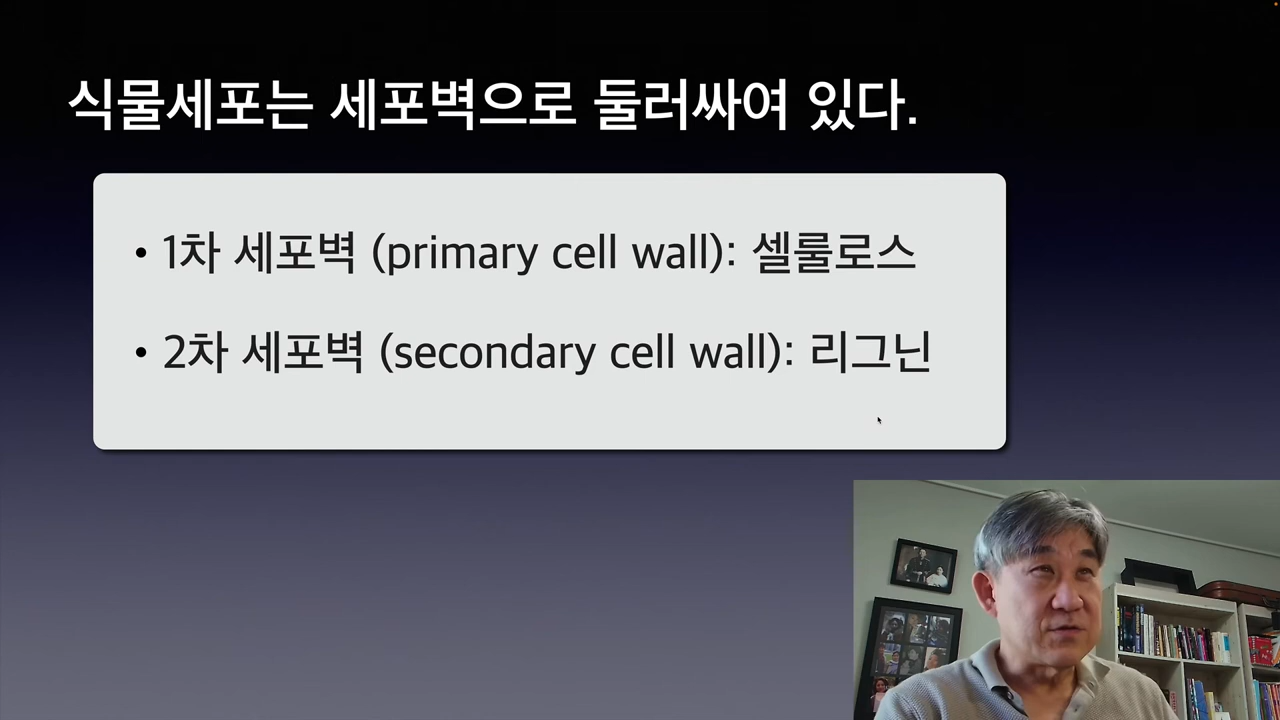 식물세포는 세포벽으로 둘러싸여 있다.
• 1차 세포벽 (primary cell wall): 셀룰로스
• 2차 세포벽 (secondary cell wall): 리그닌